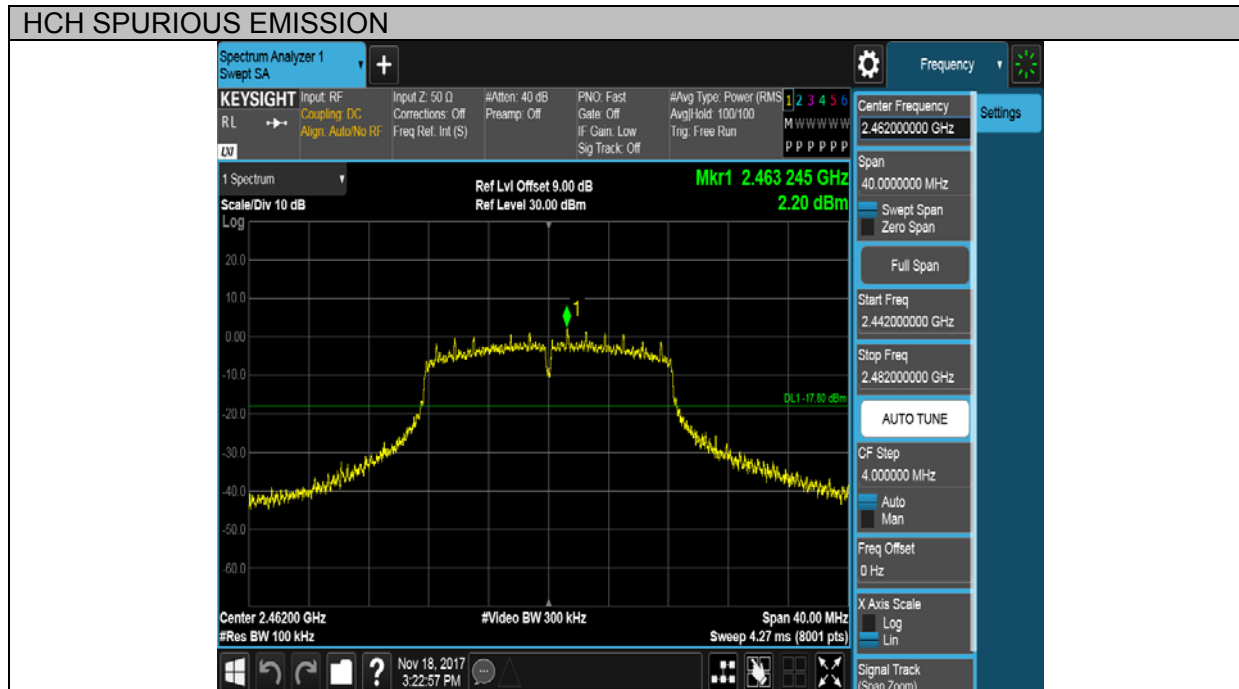 HCH SPURIOUS EMISSION
Spectrum Analyzer 1
Swept SA
+
Frequency
KEYSIGHT
RL
LXI
Input: RF
Coupling: DC
Align: Auto/No RF
Input Z: 50 Ω
Corrections: Off
Freq Ref: Int (S)
#Atten: 40 dB
Preamp: Off
PNO: Fast
Gate: Off
IF Gain: Low
Sig Track: Off
#Avg Type: Power (RMS
Avg|Hold: 100/100
Trig: Free Run
1 2 3 4 5 6
M W W W W W
P P P P P P
1 Spectrum
Scale/Div 10 dB
Ref Lvl Offset 9.00 dB
Ref Level 30.00 dBm
Mkr1 2.463 245 GHz
2.20 dBm
Log
20.0
10.0
0.00
-10.0
-20.0
-30.0
-40.0
-50.0
-60.0
1
DL1 -17.80 dBm
Center 2.46200 GHz
#Res BW 100 kHz
#Video BW 300 kHz
Span 40.00 MHz
Sweep 4.27 ms (8001 pts)
Center Frequency
2.462000000 GHz
Span
40.0000000 MHz
Swept Span
Zero Span
Full Span
Start Freq
2.442000000 GHz
Stop Freq
2.482000000 GHz
AUTO TUNE
CF Step
4.000000 MHz
Auto
Man
Freq Offset
0 Hz
X Axis Scale
Log
Lin
Signal Track
(Span Zoom)
Settings
?
Nov 18, 2017
3:22:57 PM